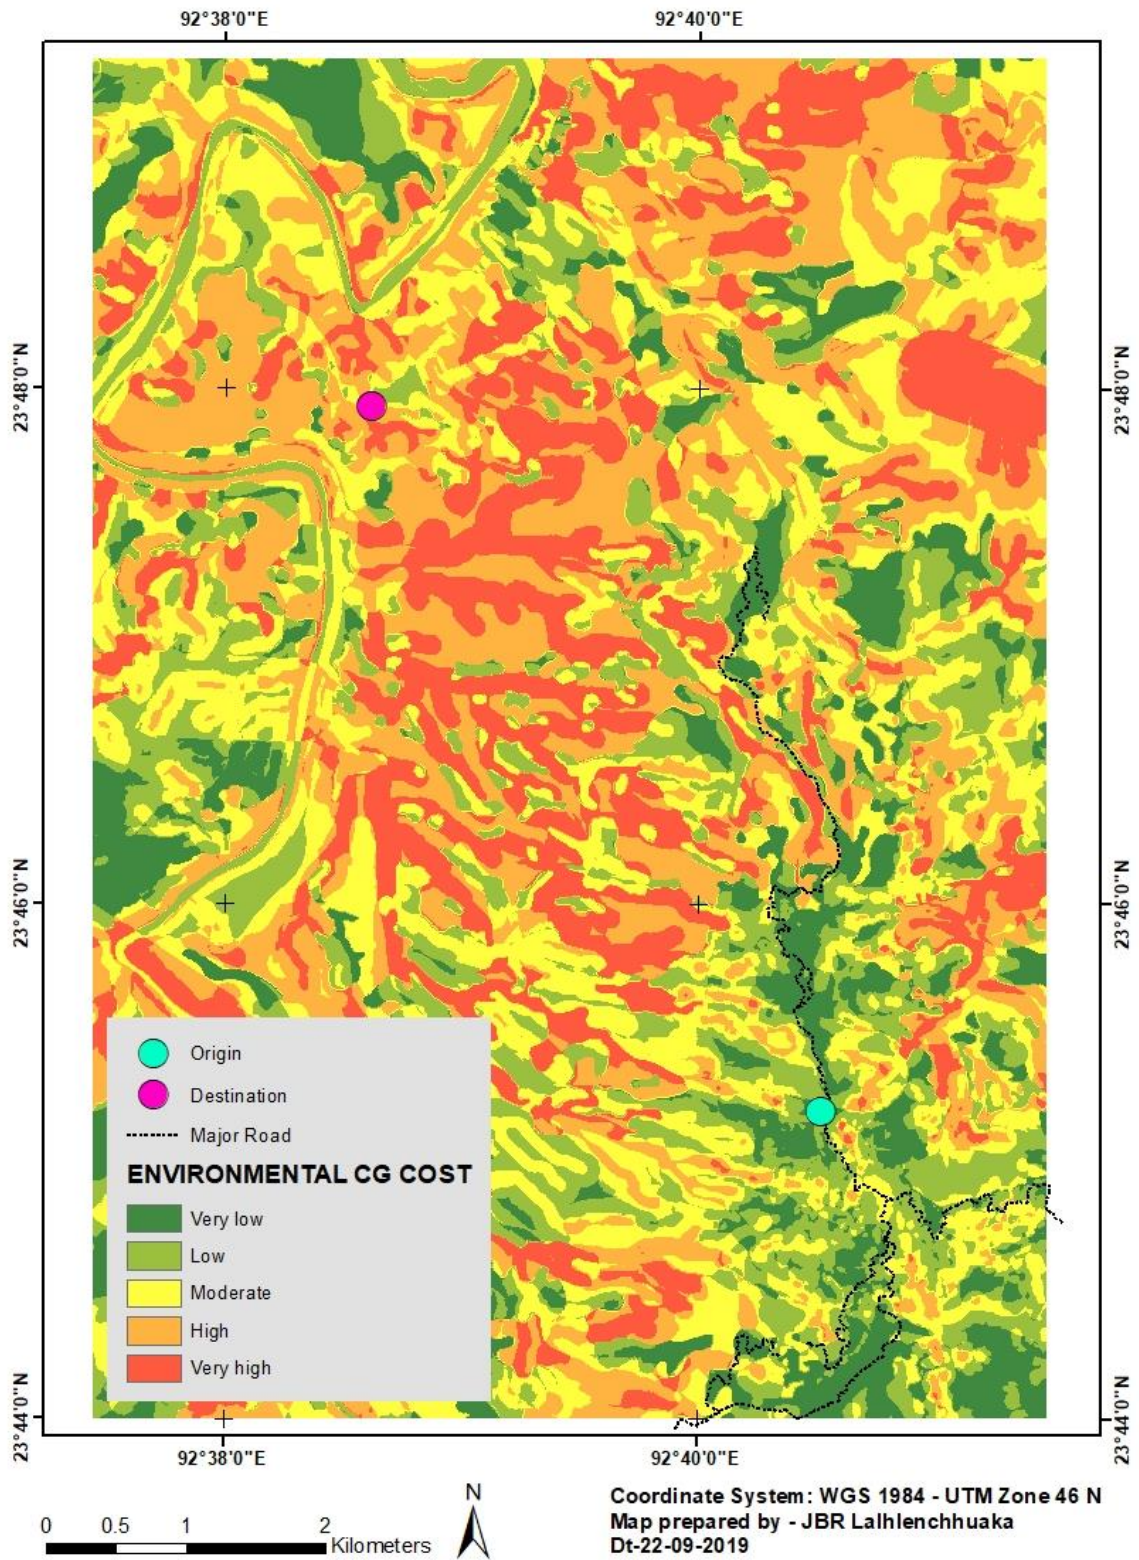 92°38'0"E 92°40'0"E
23°48'0"N 23°48'0"N
23°46'0"N 23°46'0"N
Origin
Destination
Major Road
ENVIRONMENTAL CG COST
Very low
Low
Moderate
High
Very high
23°44'0"N 23°44'0"N
92°38'0"E 92°40'0"E
N
0 0.5 1 2
Kilometers
Coordinate System: WGS 1984 - UTM Zone 46 N
Map prepared by - JBR Lalhlenchhuaka
Dt-22-09-2019